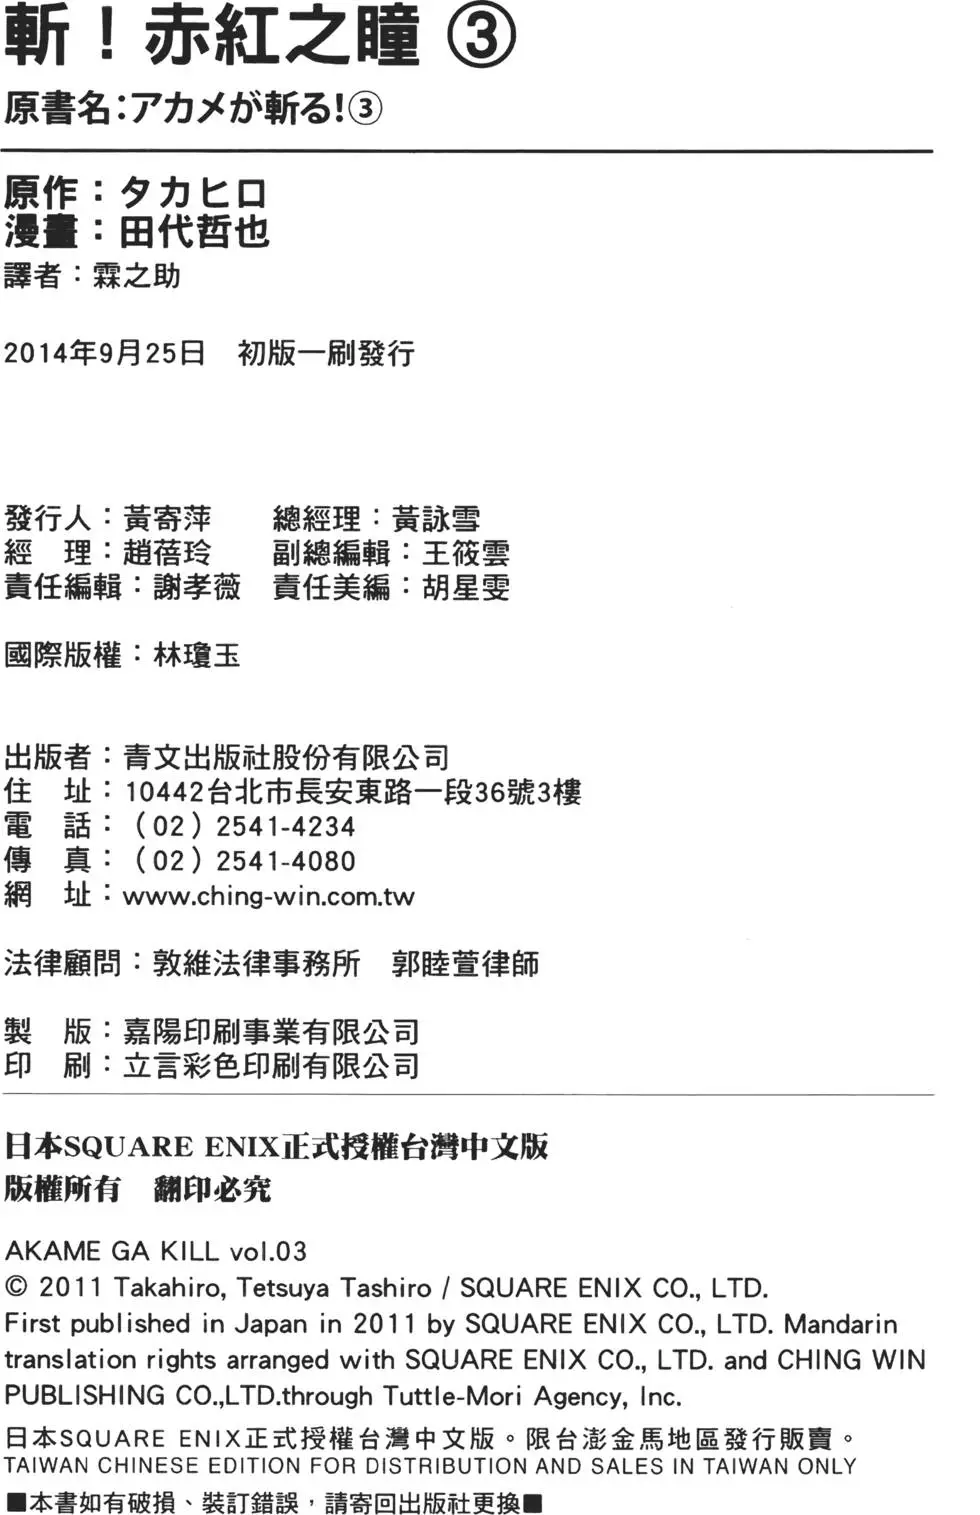 斬！赤紅之瞳 ③
原書名：アカメが斬る！③
原作：タカヒロ
漫畫：田代哲也
譯者：霖之助
2014年9月25日　初版一刷發行
發行人：黃寄萍　　總經理：黃詠雪
經　理：趙蓓玲　　副總編輯：王筱雲
責任編輯：謝孝薇　責任美編：胡星雯
國際版權：林瓊玉
出版者：青文出版社股份有限公司
住　址：10442台北市長安東路一段36號3樓
電　話：（02）2541-4234
傳　真：（02）2541-4080
網　址：www.ching-win.com.tw
法律顧問：敦維法律事務所　郭睦萱律師
製　版：嘉陽印刷事業有限公司
印　刷：立言彩色印刷有限公司
日本SQUARE ENIX正式授權台灣中文版
版權所有　翻印必究
AKAME GA KILL vol.03
© 2011 Takahiro, Tetsuya Tashiro / SQUARE ENIX CO., LTD.
First published in Japan in 2011 by SQUARE ENIX CO., LTD. Mandarin
translation rights arranged with SQUARE ENIX CO., LTD. and CHING WIN
PUBLISHING CO.,LTD.through Tuttle-Mori Agency, Inc.
日本SQUARE ENIX正式授權台灣中文版。限台澎金馬地區發行販賣。
TAIWAN CHINESE EDITION FOR DISTRIBUTION AND SALES IN TAIWAN ONLY
■本書如有破損、裝訂錯誤，請寄回出版社更換■